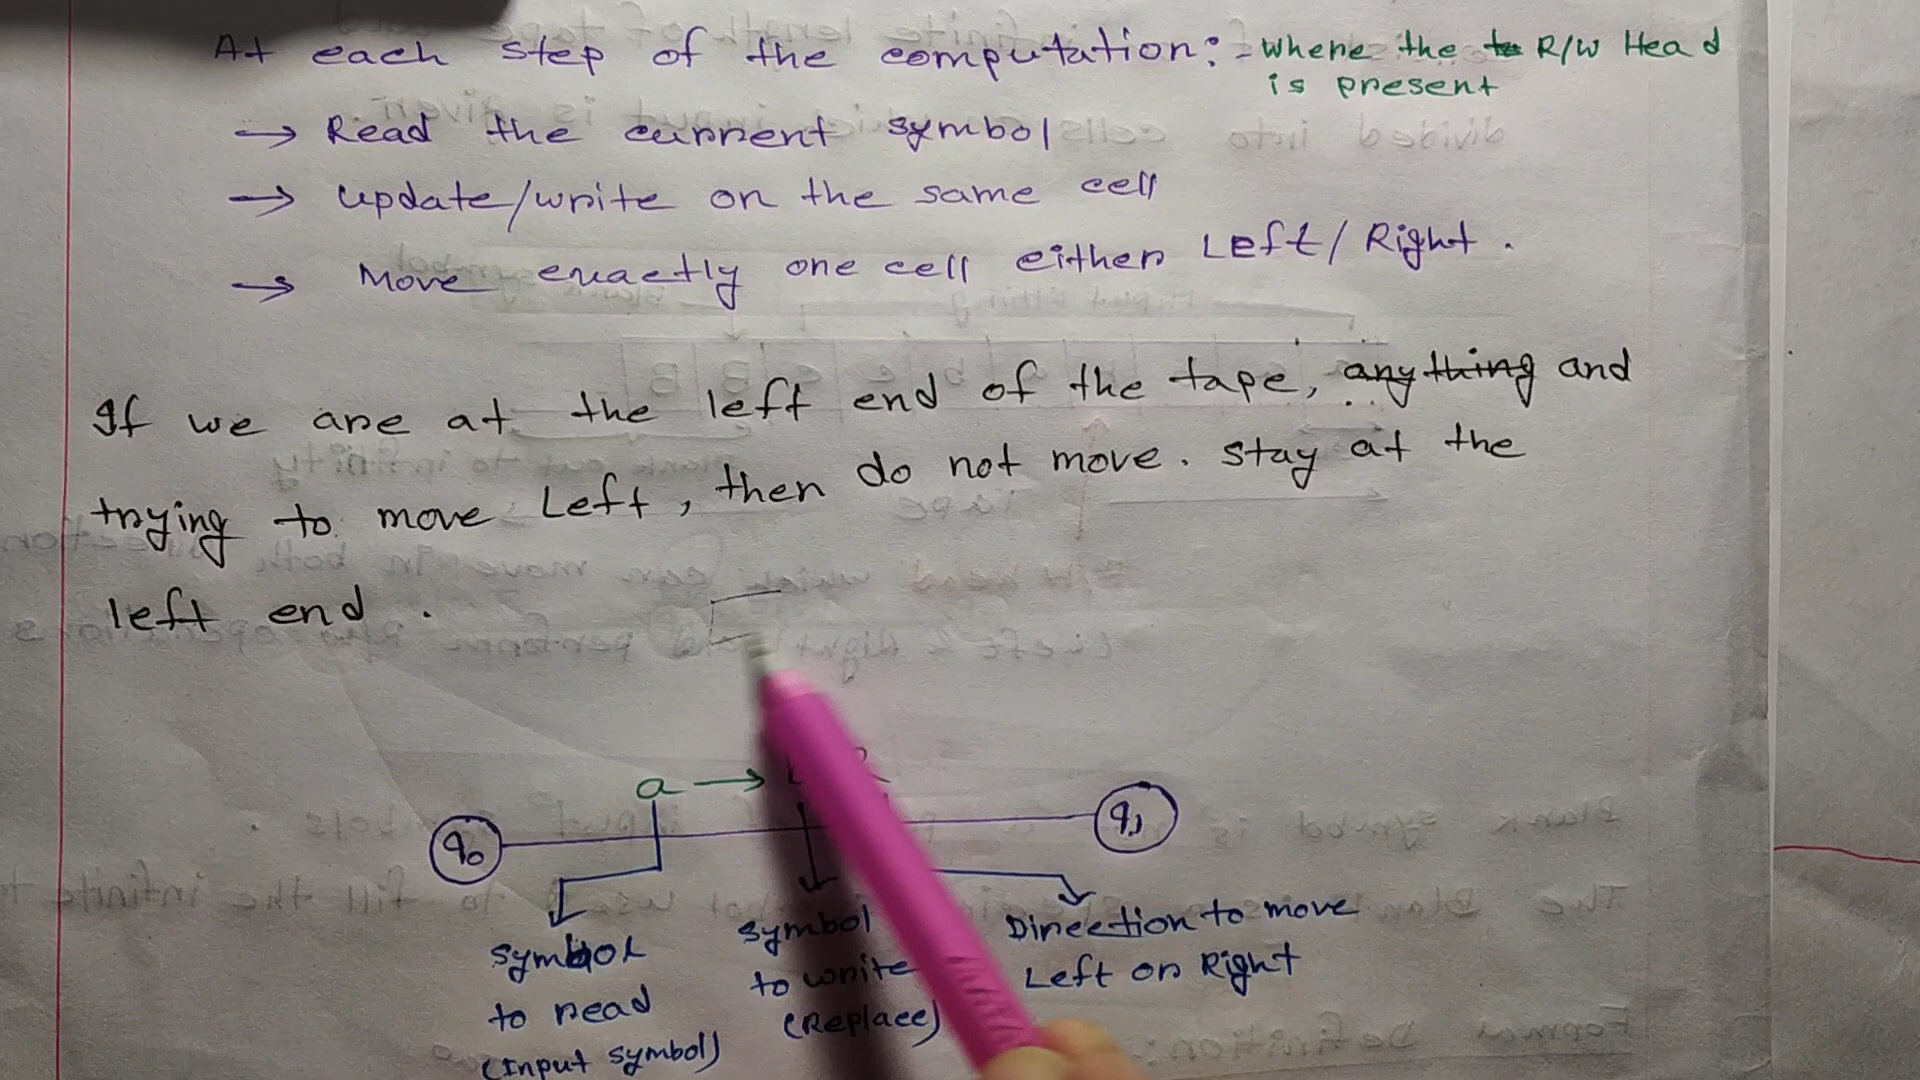 At each step of the computation: - where the R/W Head
is present
→ Read the current symbol
→ update/write on the same cell
→ Move exactly one cell either Left/Right.
If we are at the left end of the tape, anything and
trying to move Left, then do not move. stay at the
left end.
a →
q0 q1
symbol
to read
(Input symbol)
symbol
to write
(Replace)
Direction to move
Left or Right